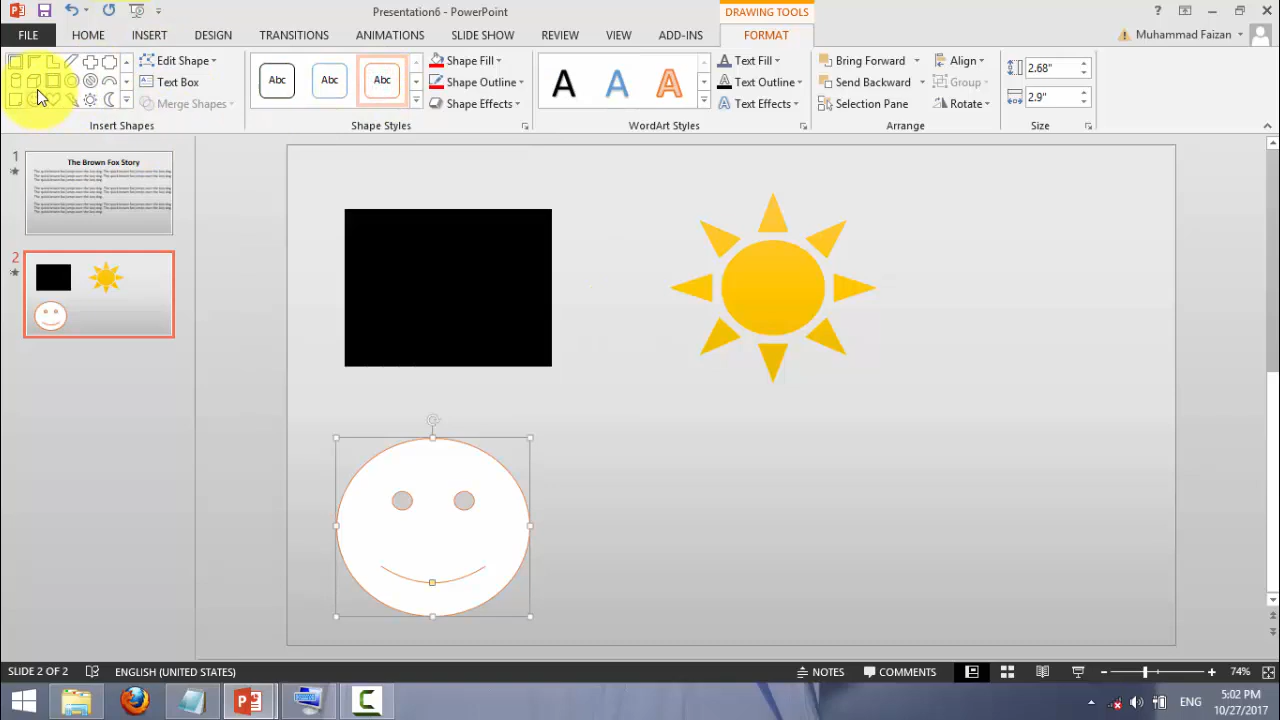 Presentation6 - PowerPoint
DRAWING TOOLS
?
FILE
HOME
INSERT
DESIGN
TRANSITIONS
ANIMATIONS
SLIDE SHOW
REVIEW
VIEW
ADD-INS
FORMAT
Muhammad Faizan
Edit Shape
Text Box
Merge Shapes
Insert Shapes
Abc
Abc
Abc
Shape Fill
Shape Outline
Shape Effects
Shape Styles
A
A
A
Text Fill
Text Outline
Text Effects
WordArt Styles
Bring Forward
Send Backward
Selection Pane
Align
Group
Rotate
Arrange
2.68"
2.9"
Size
1
The Brown Fox Story
2
SLIDE 2 OF 2
ENGLISH (UNITED STATES)
NOTES
COMMENTS
74%
ENG
5:02 PM
10/27/2017